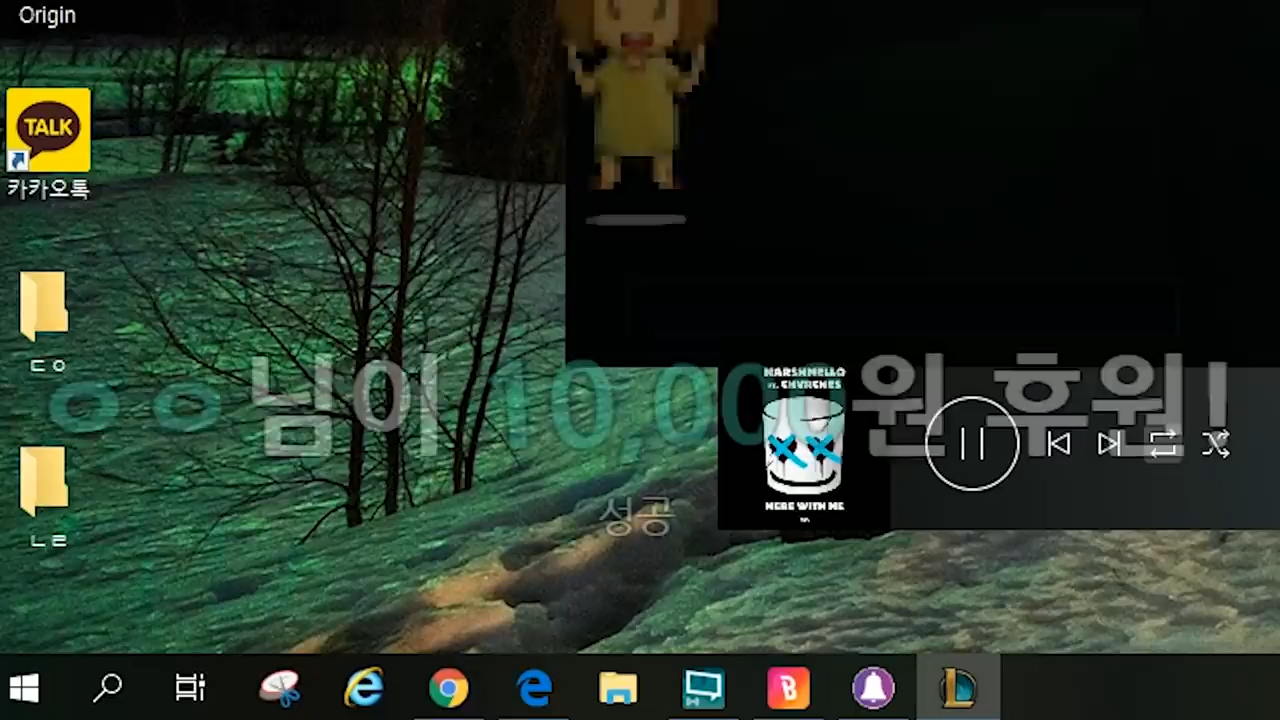 Origin
TALK
카카오톡
ㄷㅇ
ㅇㅇ님이 10,000원 후원!
MARSHMELLO
CHVRCHES
HERE WITH ME
성공
ㄴㄹ